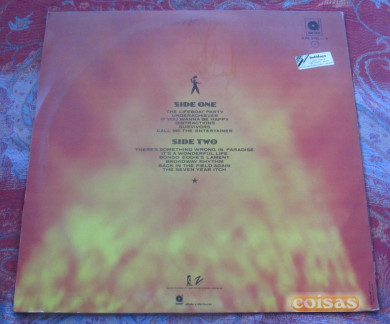 SIDE ONE
THE LIFEBOAT PARTY
UNDERACHIEVER
IF YOU WANNA BE HAPPY
DISTRACTIONS
SURVIVORS
CALL ME THE ENTERTAINER
SIDE TWO
THERE'S SOMETHING WRONG IN PARADISE
IT'S A WONDERFUL LIFE
BONGO EDDIE'S LAMENT
BROADWAY RHYTHM
BACK IN THE FIELD AGAIN
THE SEVEN YEAR ITCH
coisas